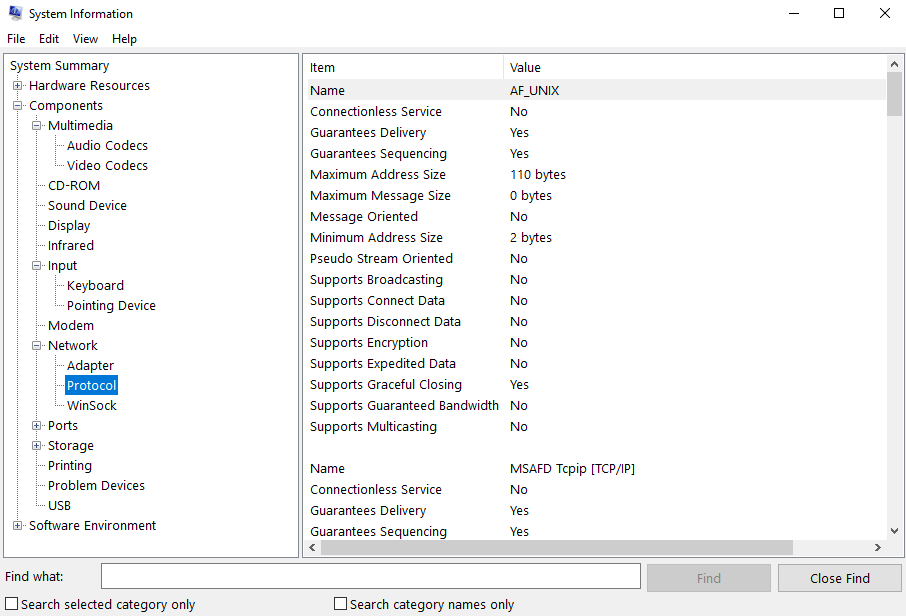 System Information
File Edit View Help
System Summary
Hardware Resources
Components
Multimedia
Audio Codecs
Video Codecs
CD-ROM
Sound Device
Display
Infrared
Input
Keyboard
Pointing Device
Modem
Network
Adapter
Protocol
WinSock
Ports
Storage
Printing
Problem Devices
USB
Software Environment
Item Value
Name AF_UNIX
Connectionless Service No
Guarantees Delivery Yes
Guarantees Sequencing Yes
Maximum Address Size 110 bytes
Maximum Message Size 0 bytes
Message Oriented No
Minimum Address Size 2 bytes
Pseudo Stream Oriented No
Supports Broadcasting No
Supports Connect Data No
Supports Disconnect Data No
Supports Encryption No
Supports Expedited Data No
Supports Graceful Closing Yes
Supports Guaranteed Bandwidth No
Supports Multicasting No
Name MSAFD Tcpip [TCP/IP]
Connectionless Service No
Guarantees Delivery Yes
Guarantees Sequencing Yes
Find what: Find Close Find
Search selected category only Search category names only